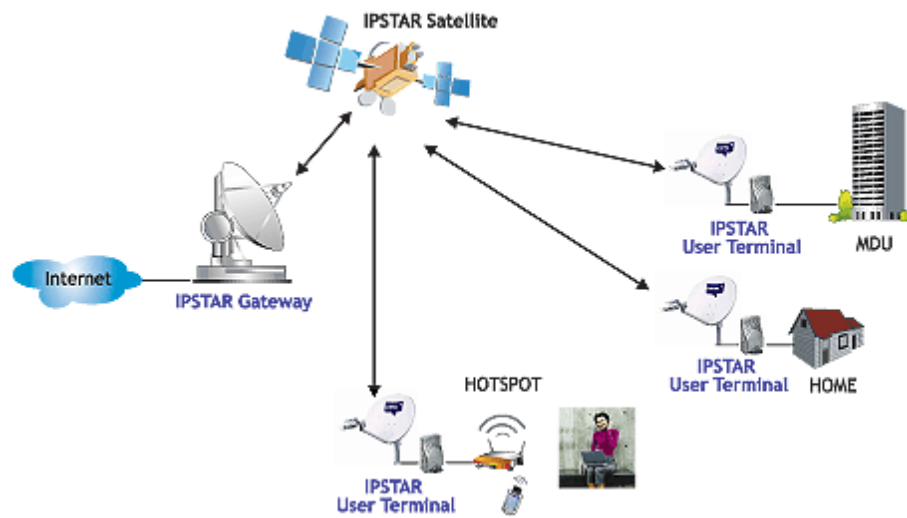 IPSTAR Satellite
IPSTAR
User Terminal
MDU
Internet
IPSTAR Gateway
IPSTAR
User Terminal
HOME
HOTSPOT
IPSTAR
User Terminal